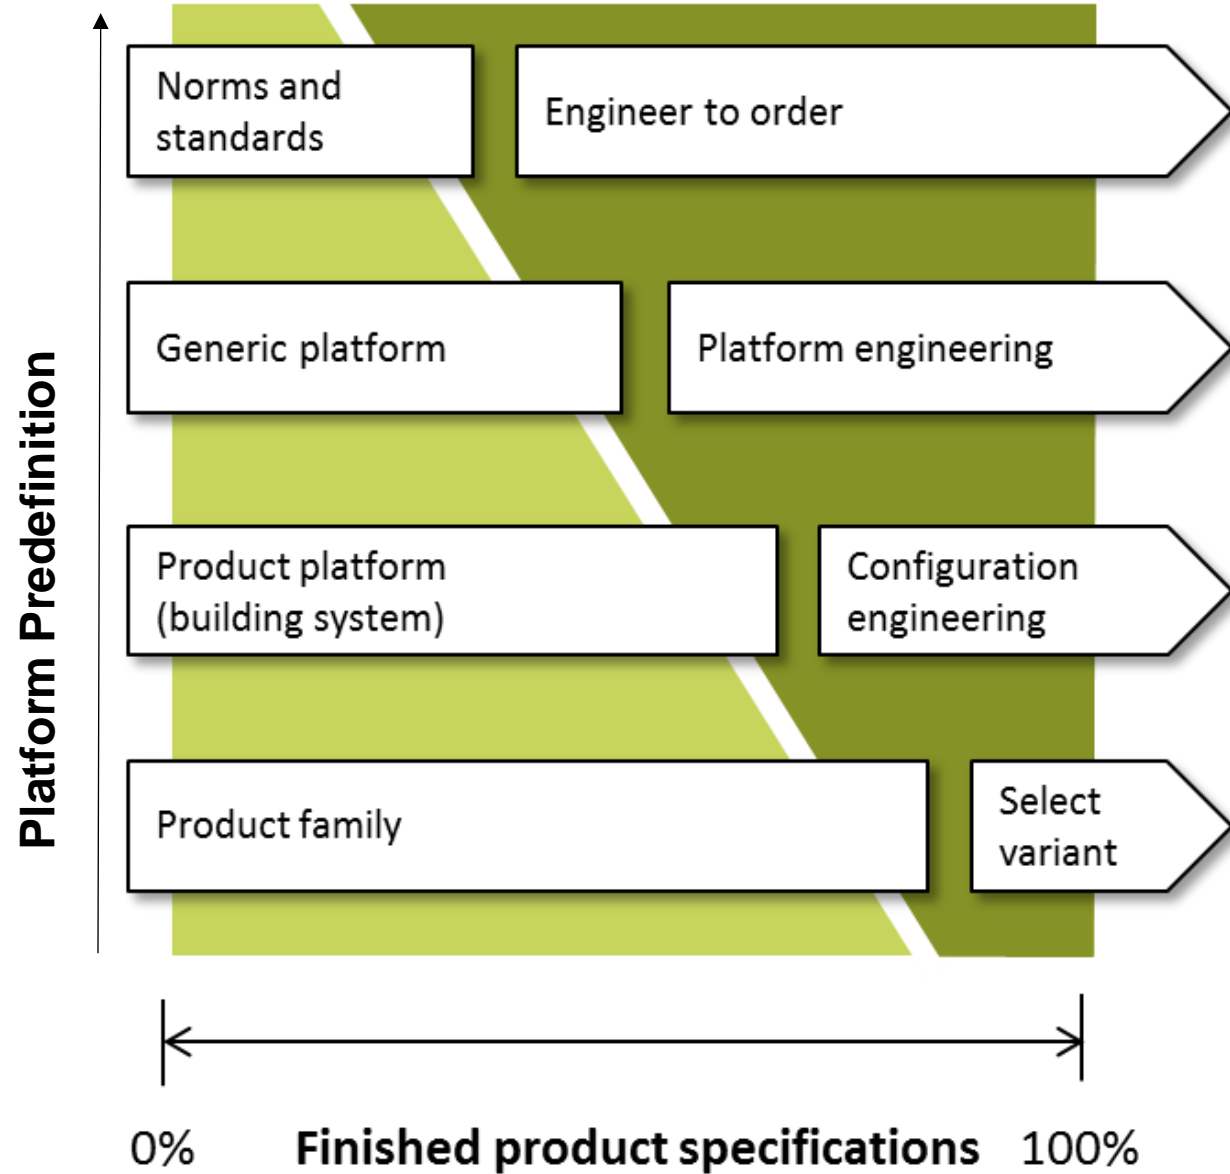 Norms and
standards
Engineer to order
Generic platform
Platform engineering
Product platform
(building system)
Configuration
engineering
Product family
Select
variant
Platform Predefinition
0%
Finished product specifications
100%